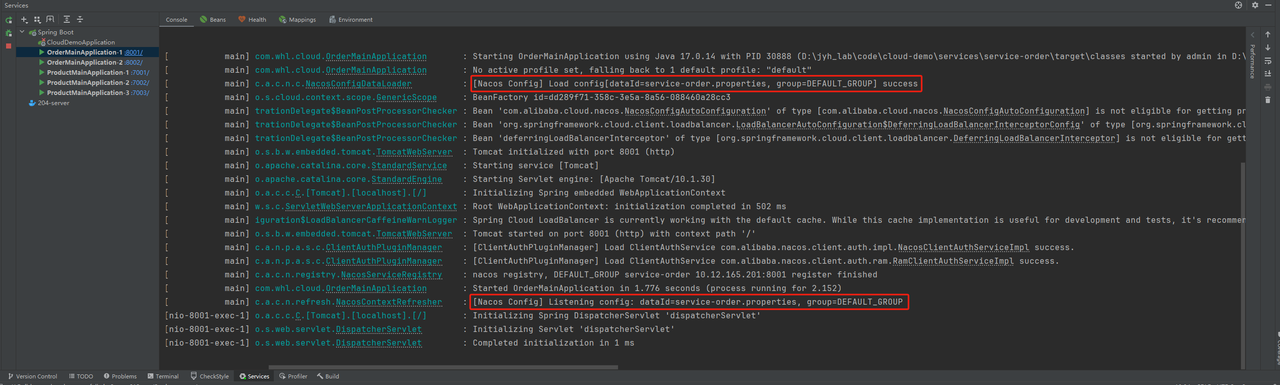 Services
Spring Boot
CloudDemoApplication
OrderMainApplication-1 :8001/
OrderMainApplication-2 :8002/
ProductMainApplication-1 :7001/
ProductMainApplication-2 :7002/
ProductMainApplication-3 :7003/
204-server
Console Beans Health Mappings Environment
[ main] com.whl.cloud.OrderMainApplication : Starting OrderMainApplication using Java 17.0.14 with PID 30888 (D:\jyh_lab\code\cloud-demo\services\service-order\target\classes started by admin in D:\
[ main] com.whl.cloud.OrderMainApplication : No active profile set, falling back to 1 default profile: "default"
[ main] c.a.c.n.c.NacosConfigDataLoader : [Nacos Config] Load config[dataId=service-order.properties, group=DEFAULT_GROUP] success
[ main] o.s.cloud.context.scope.GenericScope : BeanFactory id=dd289f71-358c-3e5a-8a56-088460a28cc3
[ main] trationDelegate$BeanPostProcessorChecker : Bean 'com.alibaba.cloud.nacos.NacosConfigAutoConfiguration' of type [com.alibaba.cloud.nacos.NacosConfigAutoConfiguration] is not eligible for getting pr
[ main] trationDelegate$BeanPostProcessorChecker : Bean 'org.springframework.cloud.client.loadbalancer.LoadBalancerAutoConfiguration$DeferringLoadBalancerInterceptorConfig' of type [org.springframework.cl
[ main] trationDelegate$BeanPostProcessorChecker : Bean 'deferringLoadBalancerInterceptor' of type [org.springframework.cloud.client.loadbalancer.DeferringLoadBalancerInterceptor] is not eligible for gett
[ main] o.s.b.w.embedded.tomcat.TomcatWebServer : Tomcat initialized with port 8001 (http)
[ main] o.apache.catalina.core.StandardService : Starting service [Tomcat]
[ main] o.apache.catalina.core.StandardEngine : Starting Servlet engine: [Apache Tomcat/10.1.30]
[ main] o.a.c.c.C.[Tomcat].[localhost].[/] : Initializing Spring embedded WebApplicationContext
[ main] w.s.c.ServletWebServerApplicationContext : Root WebApplicationContext: initialization completed in 502 ms
[ main] iguration$LoadBalancerCaffeineWarnLogger : Spring Cloud LoadBalancer is currently working with the default cache. While this cache implementation is useful for development and tests, it's recomme
[ main] o.s.b.w.embedded.tomcat.TomcatWebServer : Tomcat started on port 8001 (http) with context path '/'
[ main] c.a.n.p.a.s.c.ClientAuthPluginManager : [ClientAuthPluginManager] Load ClientAuthService com.alibaba.nacos.client.auth.impl.NacosClientAuthServiceImpl success.
[ main] c.a.n.p.a.s.c.ClientAuthPluginManager : [ClientAuthPluginManager] Load ClientAuthService com.alibaba.nacos.client.auth.ram.RamClientAuthServiceImpl success.
[ main] c.a.c.n.registry.NacosServiceRegistry : nacos registry, DEFAULT_GROUP service-order 10.12.165.201:8001 register finished
[ main] com.whl.cloud.OrderMainApplication : Started OrderMainApplication in 1.776 seconds (process running for 2.152)
[ main] c.a.c.n.refresh.NacosContextRefresher : [Nacos Config] Listening config: dataId=service-order.properties, group=DEFAULT_GROUP
[nio-8001-exec-1] o.a.c.c.C.[Tomcat].[localhost].[/] : Initializing Spring DispatcherServlet 'dispatcherServlet'
[nio-8001-exec-1] o.s.web.servlet.DispatcherServlet : Initializing Servlet 'dispatcherServlet'
[nio-8001-exec-1] o.s.web.servlet.DispatcherServlet : Completed initialization in 1 ms
Performance
Version Control TODO Problems Terminal CheckStyle Services Profiler Build